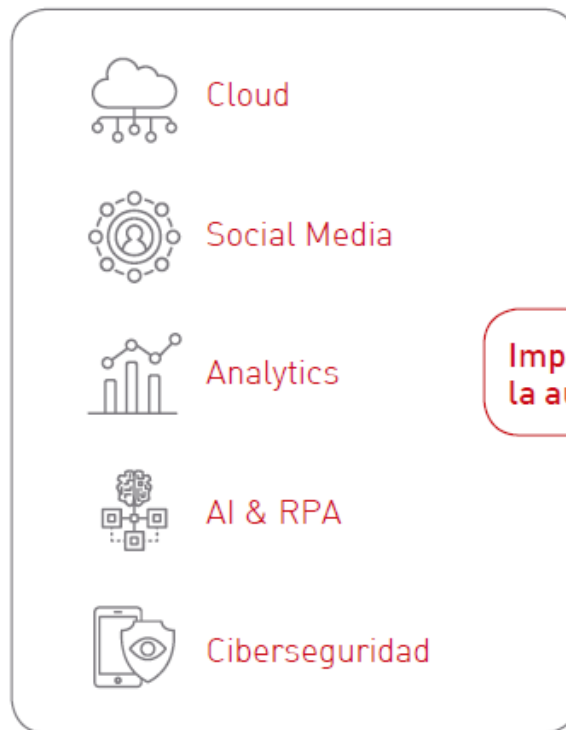 Cloud
Social Media
Analytics
Imp
la au
AI & RPA
Ciberseguridad